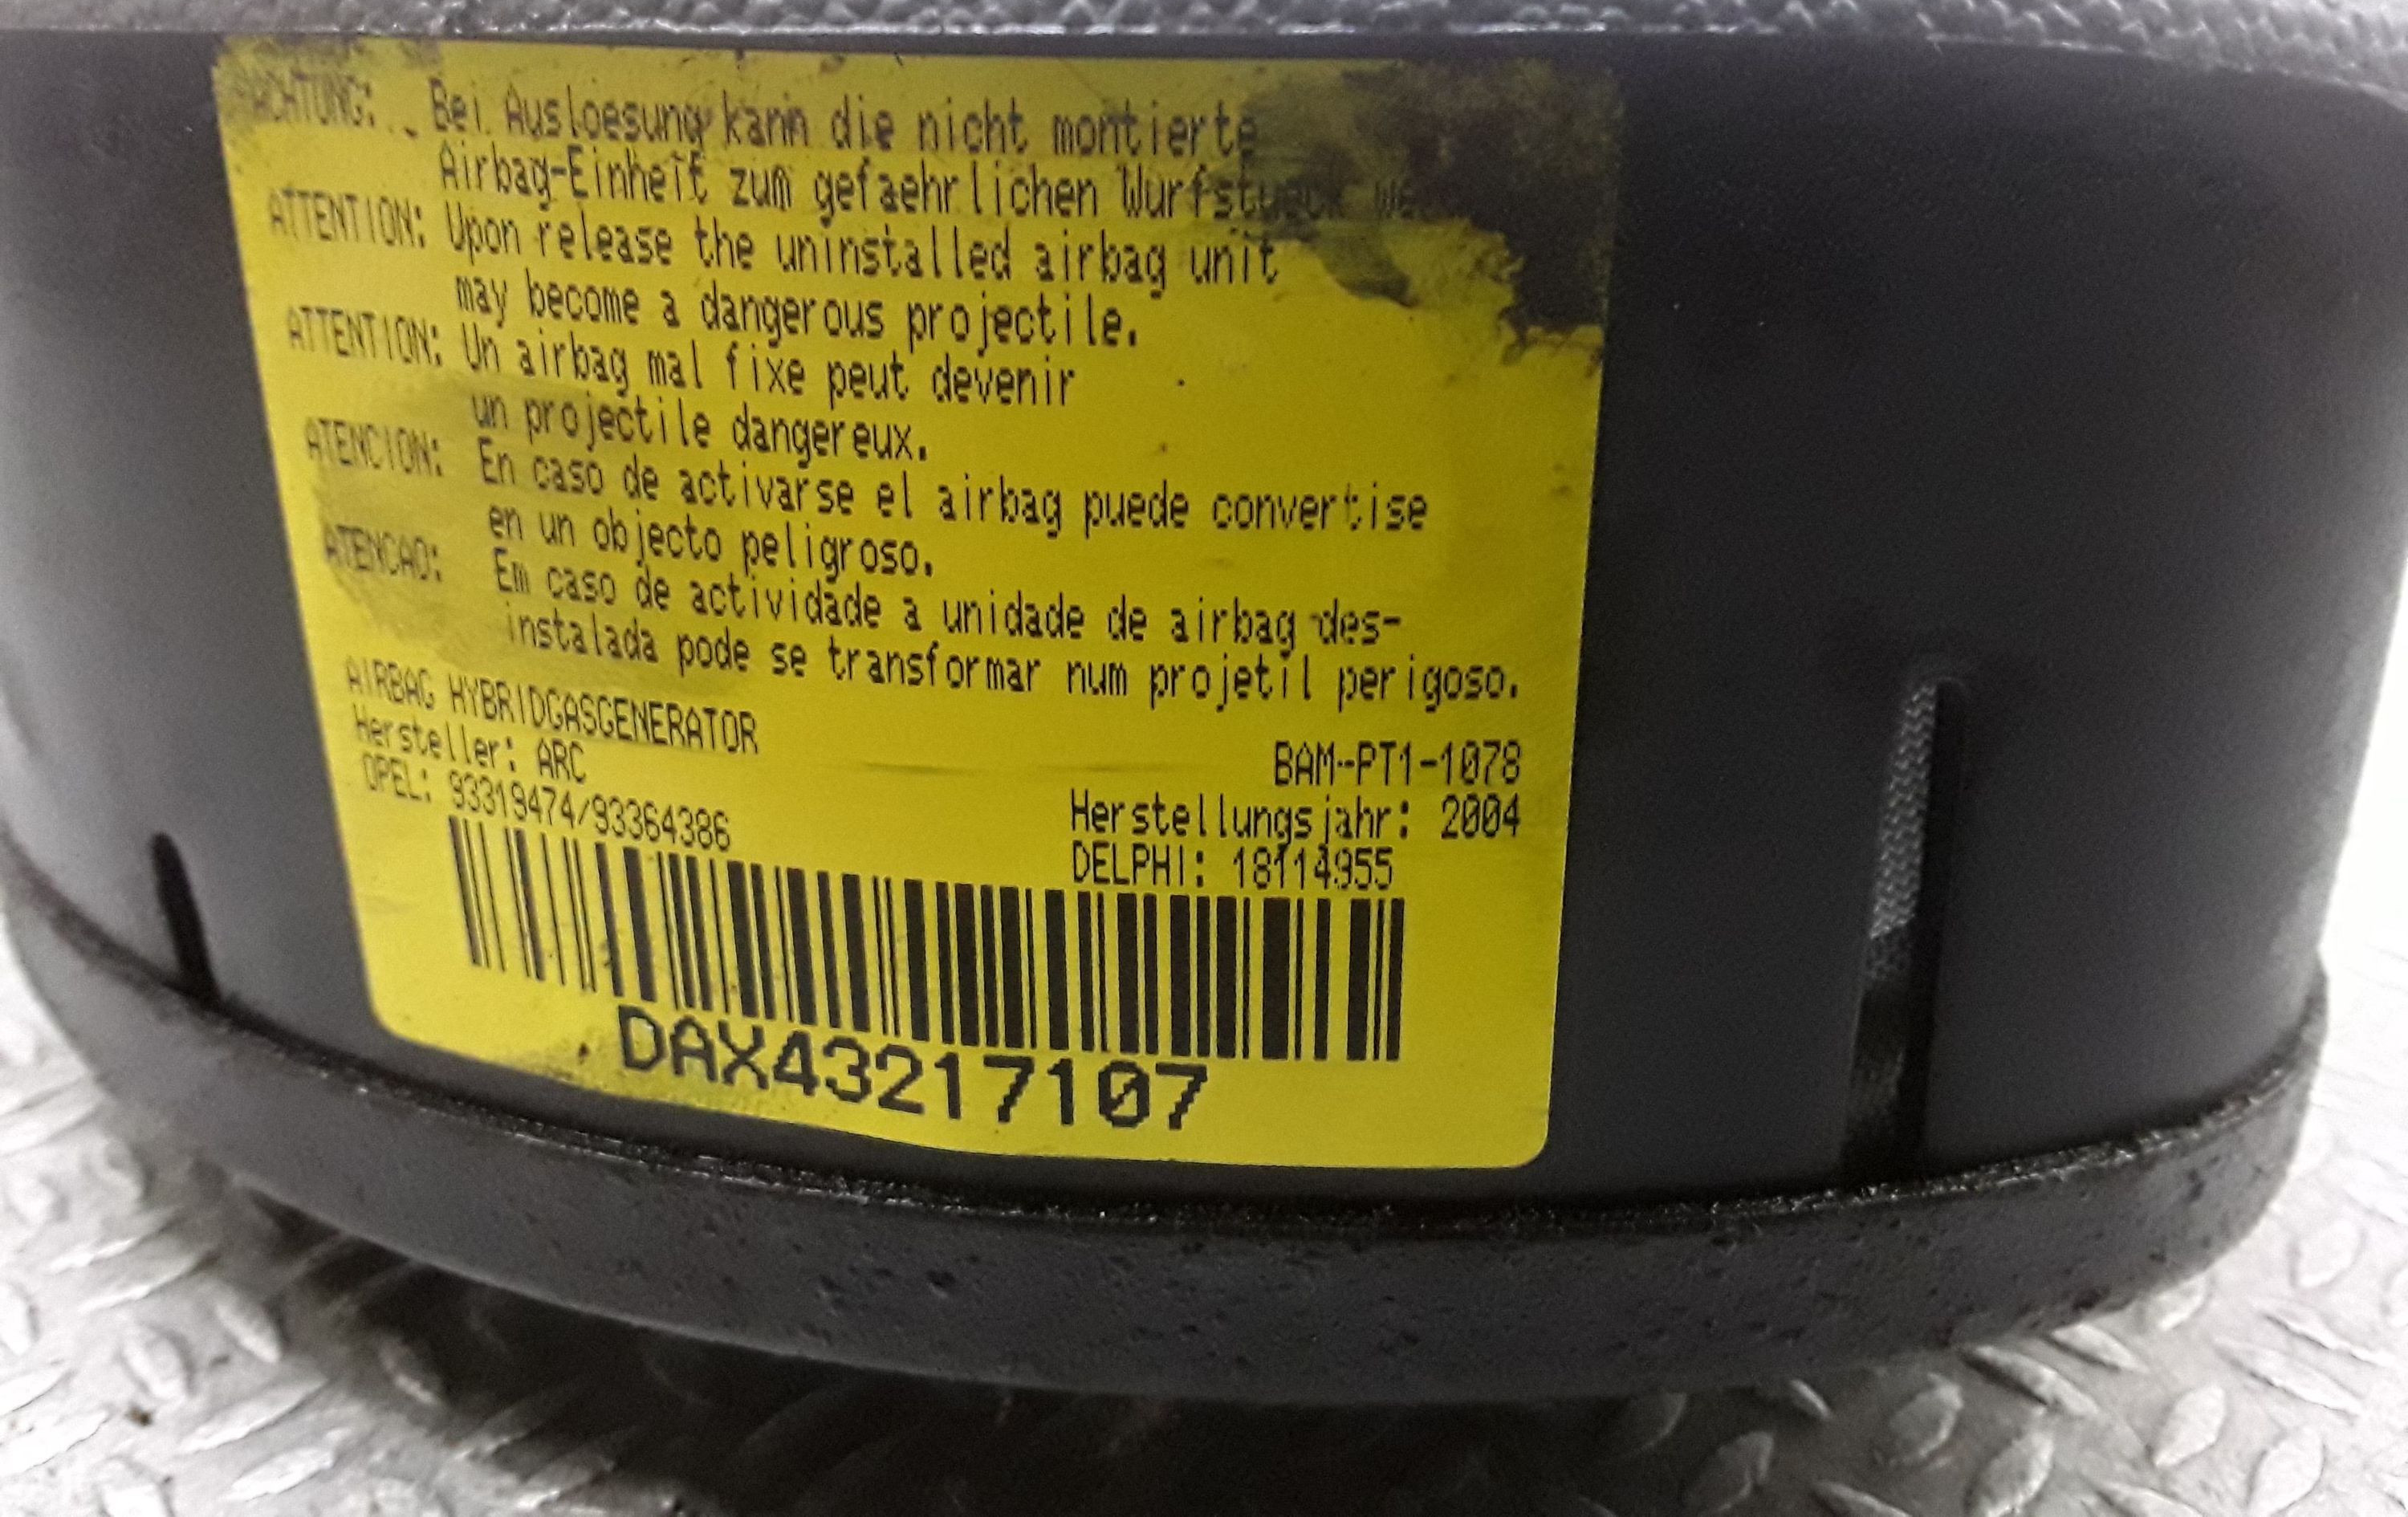 ACHTUNG: Bei Ausloesung kann die nicht montierte
Airbag-Einheit zum gefaehrlichen Wurfstueck
ATTENTION: Upon release the uninstalled airbag unit
may become a dangerous projectile.
ATTENTION: Un airbag mal fixe peut devenir
un projectile dangereux.
ATENCION: En caso de activarse el airbag puede convertise
en un objecto peligroso.
ATENCAO: Em caso de actividade a unidade de airbag des-
instalada pode se transformar num projetil perigoso.
AIRBAG HYBRIDGASGENERATOR BAM-PT1-1078
Hersteller: ARC Herstellungsjahr: 2004
OPEL: 93319474/93364386 DELPHI: 18114955
DAX43217107